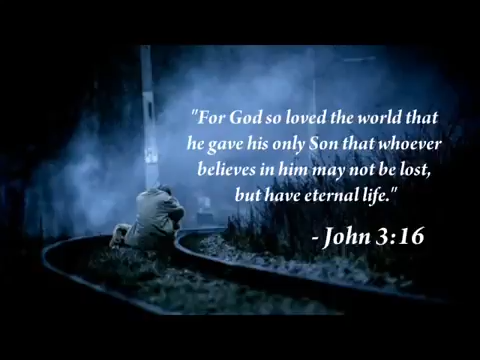 "For God so loved the world that
he gave his only Son that whoever
believes in him may not be lost,
but have eternal life."
- John 3:16